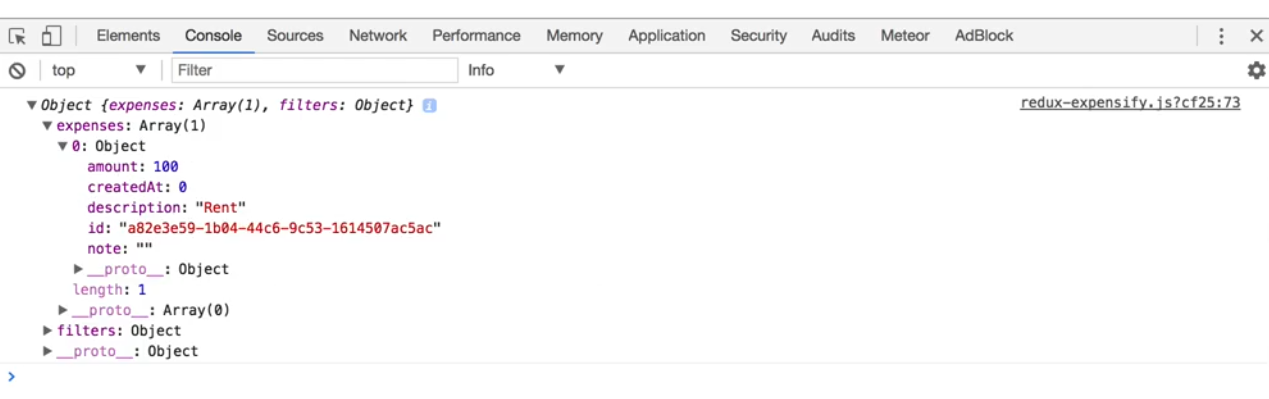 Elements Console Sources Network Performance Memory Application Security Audits Meteor AdBlock
top Filter Info
Object {expenses: Array(1), filters: Object} i redux-expensify.js?cf25:73
expenses: Array(1)
0: Object
amount: 100
createdAt: 0
description: "Rent"
id: "a82e3e59-1b04-44c6-9c53-1614507ac5ac"
note: ""
__proto__: Object
length: 1
__proto__: Array(0)
filters: Object
__proto__: Object